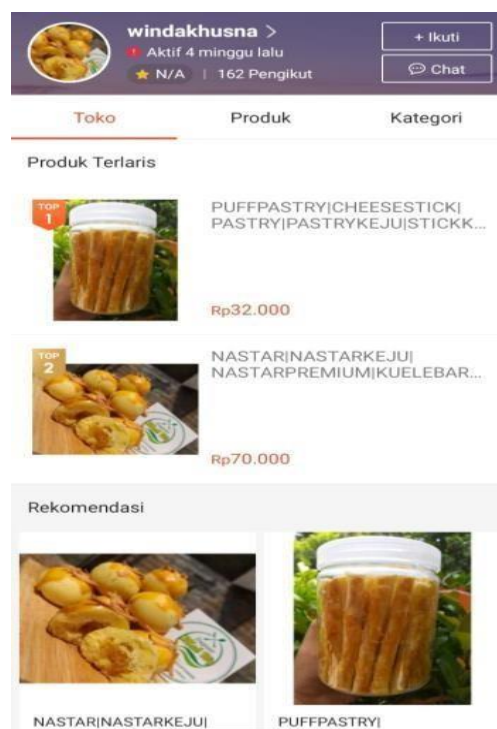 windakhusna >
Aktif 4 minggu lalu
N/A | 162 Pengikut
+ Ikuti
Chat
Toko
Produk
Kategori
Produk Terlaris
TOP
1
PUFFPASTRY|CHEESESTICK|
PASTRY|PASTRYKEJU|STICKK...
Rp32.000
TOP
2
NASTAR|NASTARKEJU|
NASTARPREMIUM|KUELEBAR...
Rp70.000
Rekomendasi
NASTAR|NASTARKEJU|
PUFFPASTRY|